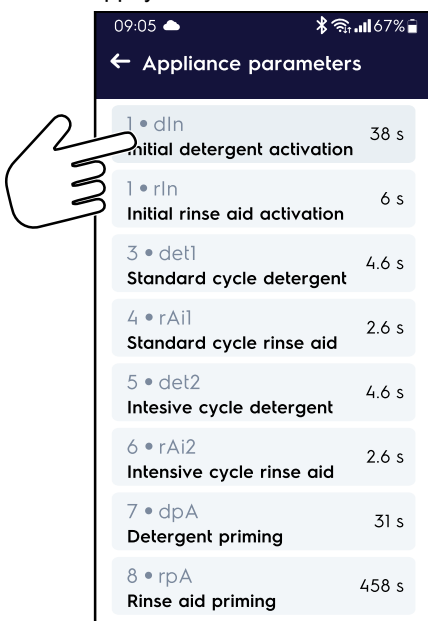 09:05 67%
← Appliance parameters
1 • dIn
Initial detergent activation 38 s
1 • rIn
Initial rinse aid activation 6 s
3 • det1
Standard cycle detergent 4.6 s
4 • rAi1
Standard cycle rinse aid 2.6 s
5 • det2
Intesive cycle detergent 4.6 s
6 • rAi2
Intensive cycle rinse aid 2.6 s
7 • dpA
Detergent priming 31 s
8 • rpA
Rinse aid priming 458 s